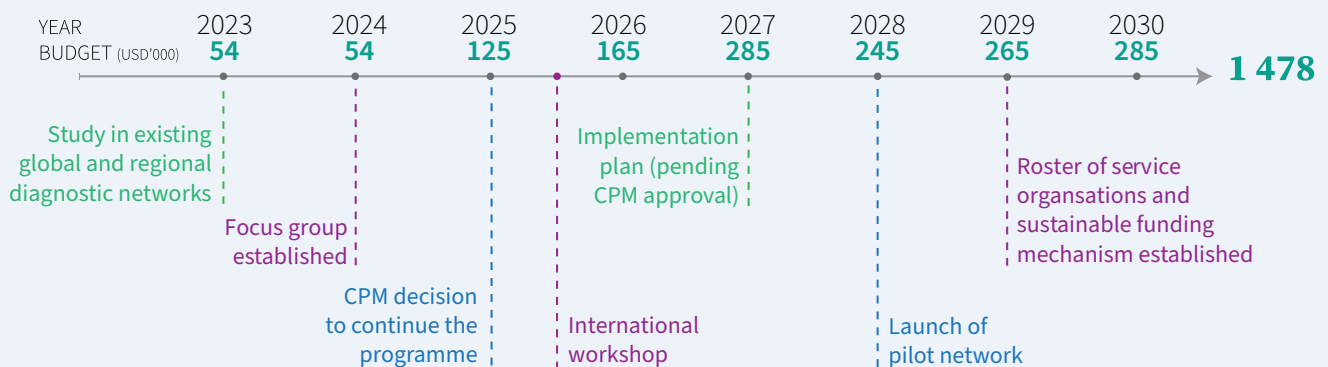 YEAR 2023 2024 2025 2026 2027 2028 2029 2030
BUDGET (USD'000) 54 54 125 165 285 245 265 285
1 478
Study in existing
global and regional
diagnostic networks
Focus group
established
CPM decision
to continue the
programme
International
workshop
Implementation
plan (pending
CPM approval)
Launch of
pilot network
Roster of service
organsations and
sustainable funding
mechanism established